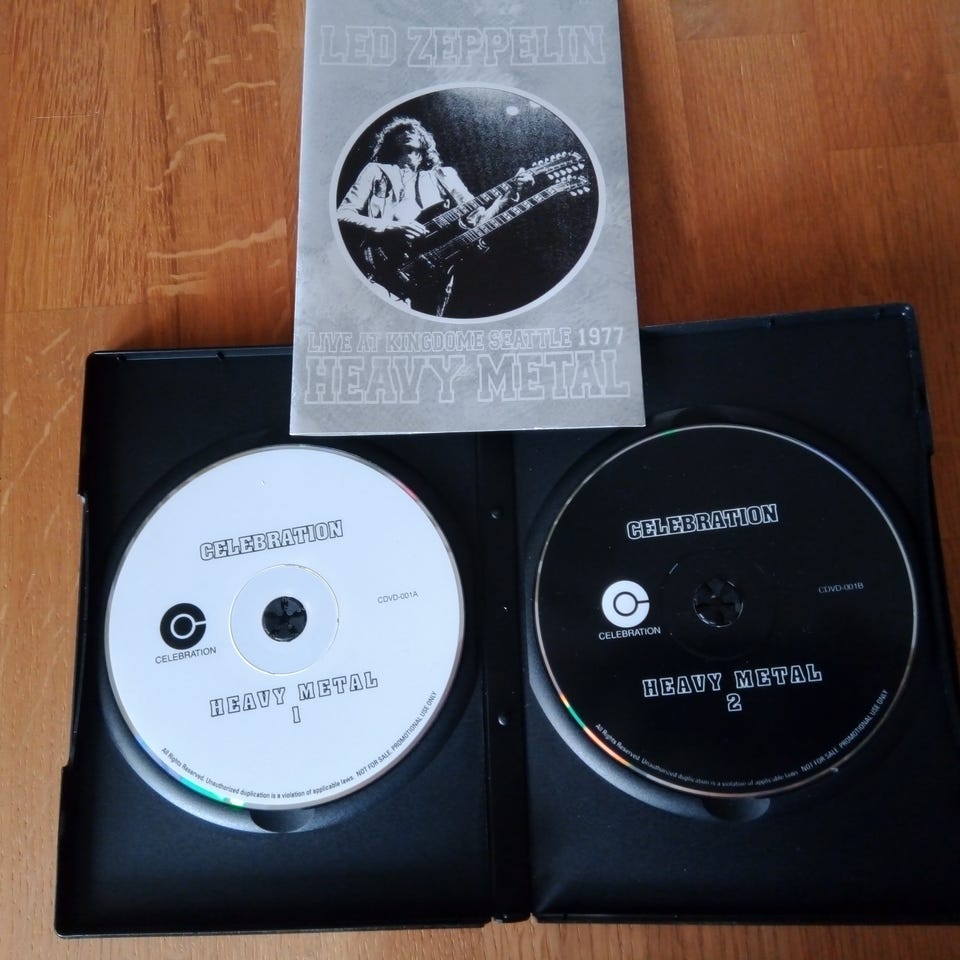 LED ZEPPELIN
LIVE AT KINGDOME SEATTLE 1977
HEAVY METAL
CELEBRATION
CDVD-001A
CELEBRATION
HEAVY METAL
1
All Rights Reserved. Unauthorized duplication is a violation of applicable laws. NOT FOR SALE. PROMOTIONAL USE ONLY
CELEBRATION
CDVD-001B
CELEBRATION
HEAVY METAL
2
All Rights Reserved. Unauthorized duplication is a violation of applicable laws. NOT FOR SALE. PROMOTIONAL USE ONLY